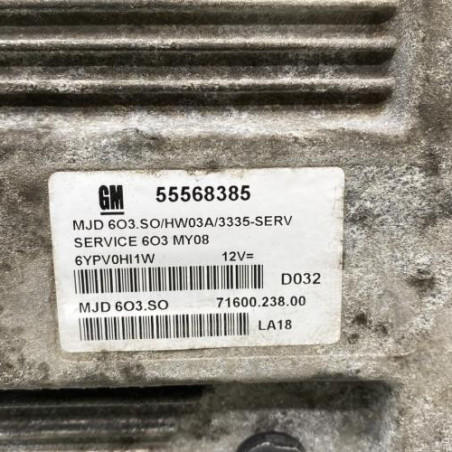 GM 55568385
MJD 6O3.SO/HW03A/3335-SERV
SERVICE 6O3 MY08
6YPV0HI1W 12V=
D032
MJD 6O3.SO 71600.238.00
LA18